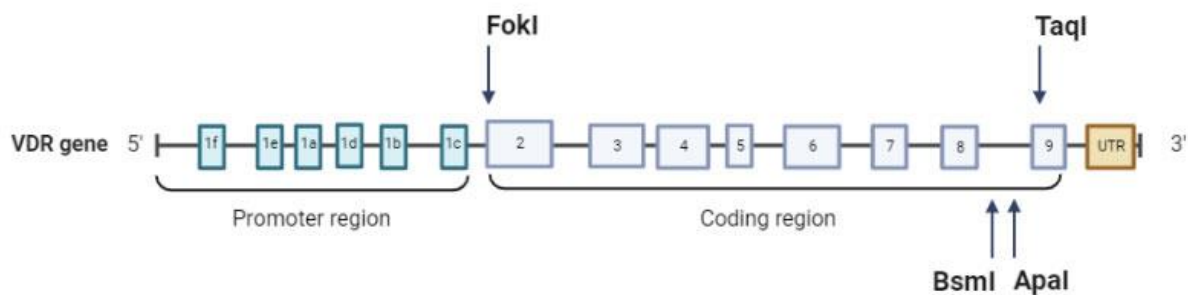 FokI TaqI
VDR gene 5' 1f 1e 1a 1d 1b 1c 2 3 4 5 6 7 8 9 UTR 3'
Promoter region Coding region
BsmI ApaI